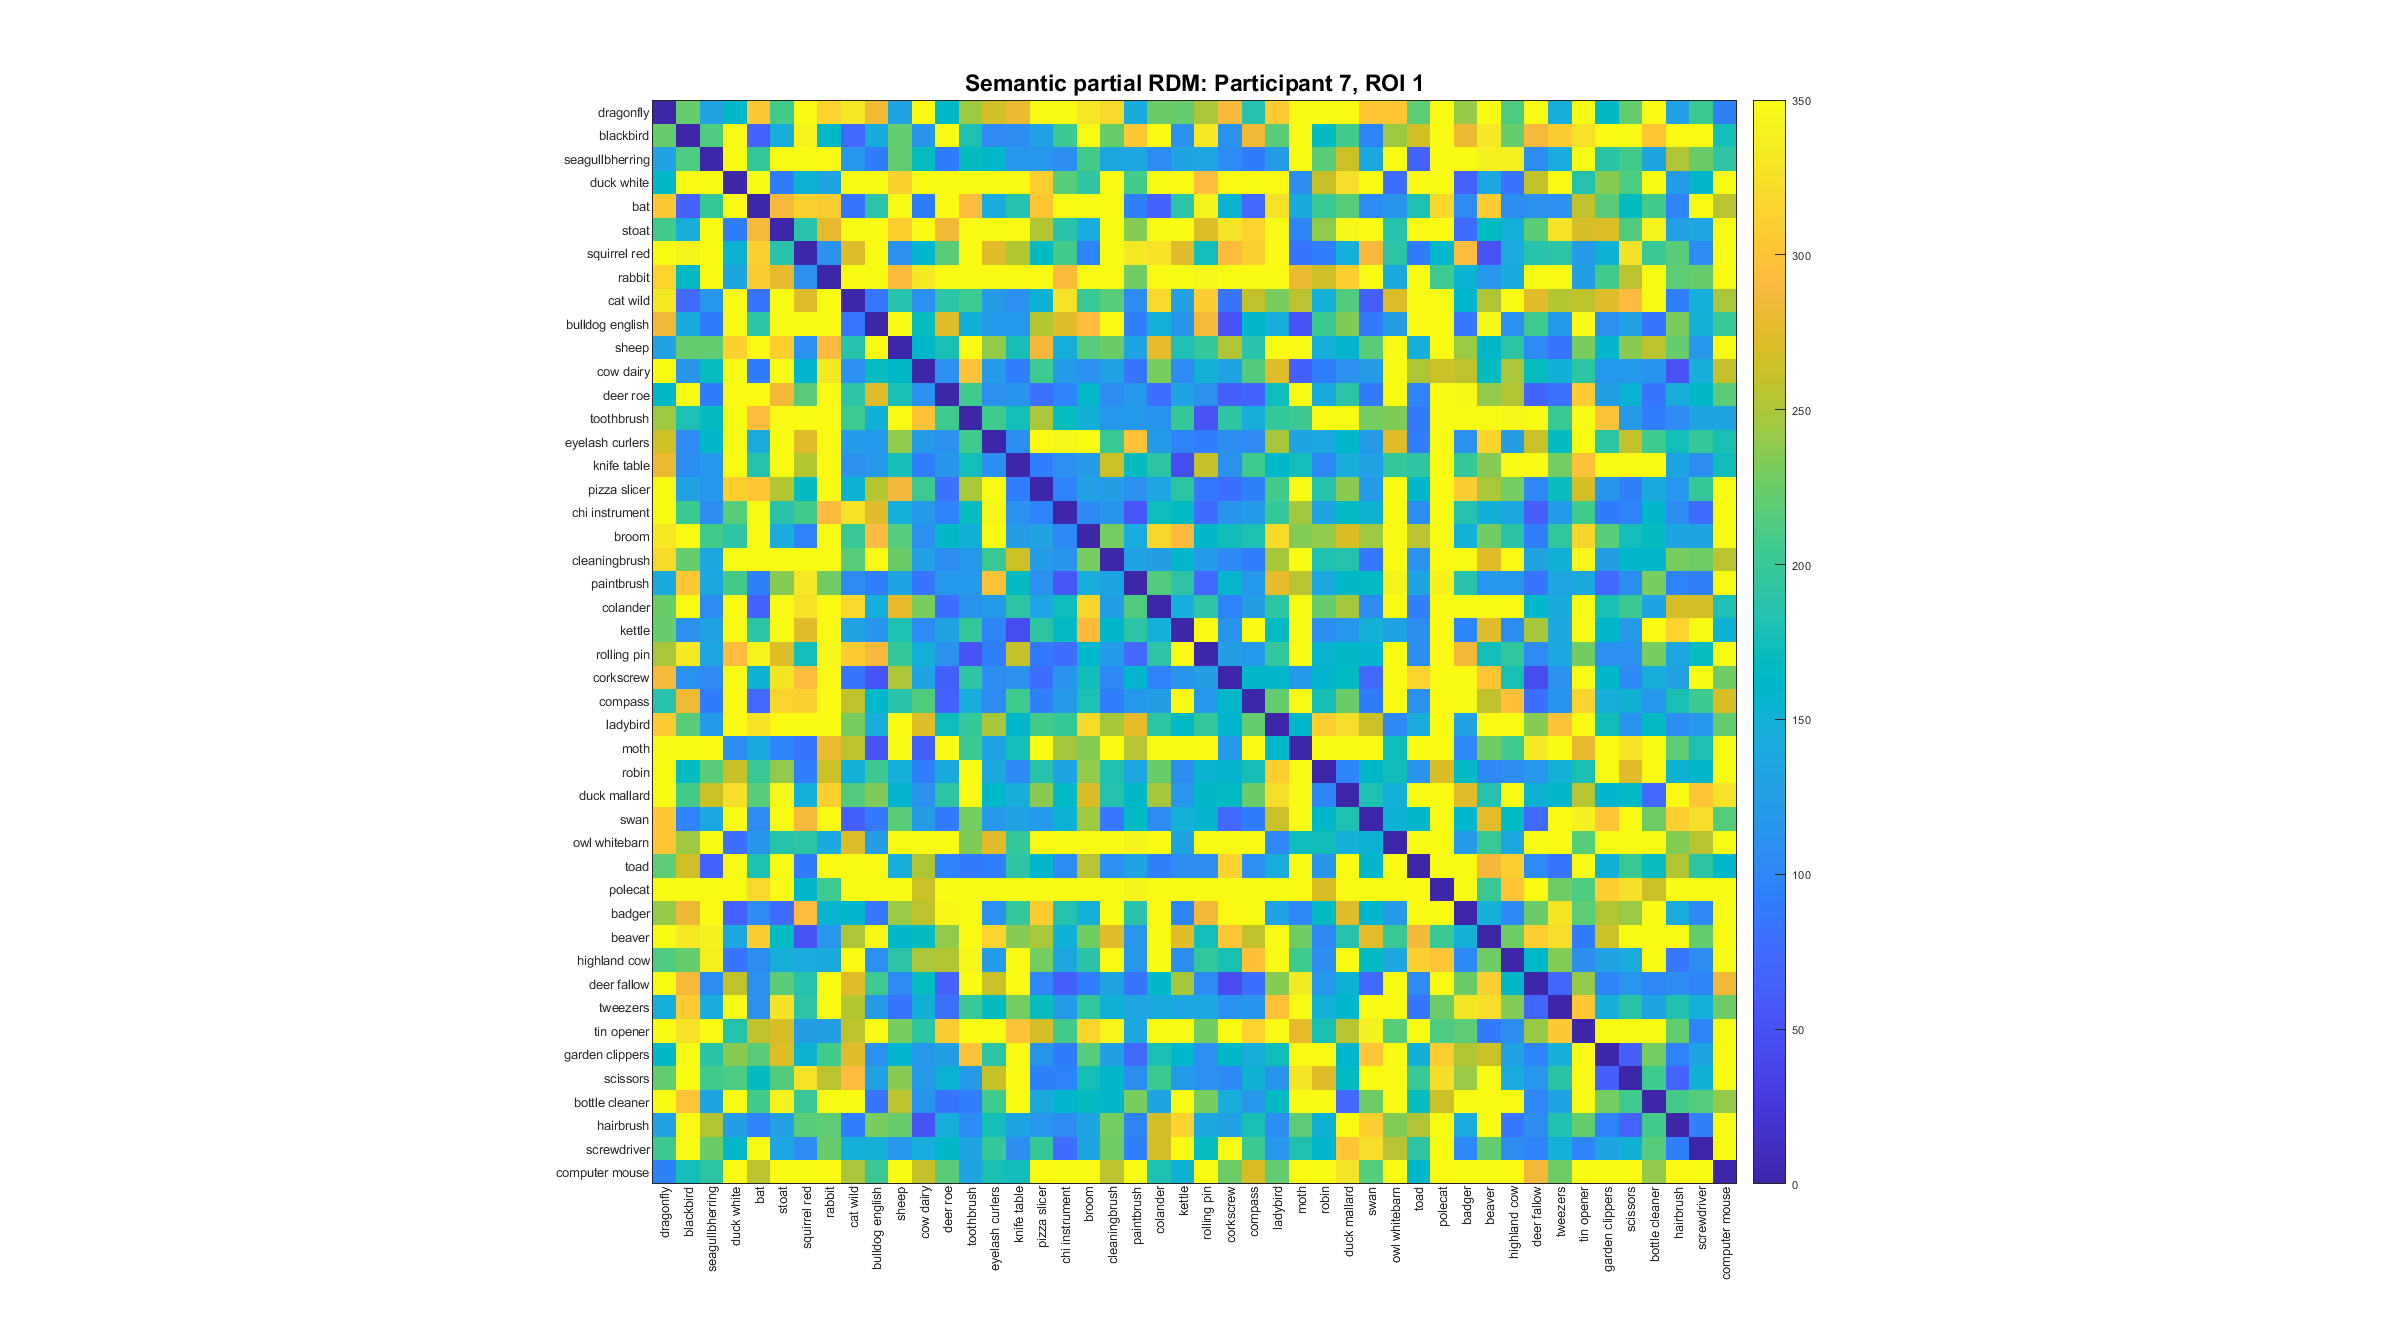 Semantic partial RDM: Participant 7, ROI 1
dragonfly
blackbird
seagullbherring
duck white
bat
stoat
squirrel red
rabbit
cat wild
bulldog english
sheep
cow dairy
deer roe
toothbrush
eyelash curlers
knife table
pizza slicer
chi instrument
broom
cleaningbrush
paintbrush
colander
kettle
rolling pin
corkscrew
compass
ladybird
moth
robin
duck mallard
swan
owl whitebarn
toad
polecat
badger
beaver
highland cow
deer fallow
tweezers
tin opener
garden clippers
scissors
bottle cleaner
hairbrush
screwdriver
computer mouse
dragonfly
blackbird
seagullbherring
duck white
bat
stoat
squirrel red
rabbit
cat wild
bulldog english
sheep
cow dairy
deer roe
toothbrush
eyelash curlers
knife table
pizza slicer
chi instrument
broom
cleaningbrush
paintbrush
colander
kettle
rolling pin
corkscrew
compass
ladybird
moth
robin
duck mallard
swan
owl whitebarn
toad
polecat
badger
beaver
highland cow
deer fallow
tweezers
tin opener
garden clippers
scissors
bottle cleaner
hairbrush
screwdriver
computer mouse
350
300
250
200
150
100
50
0